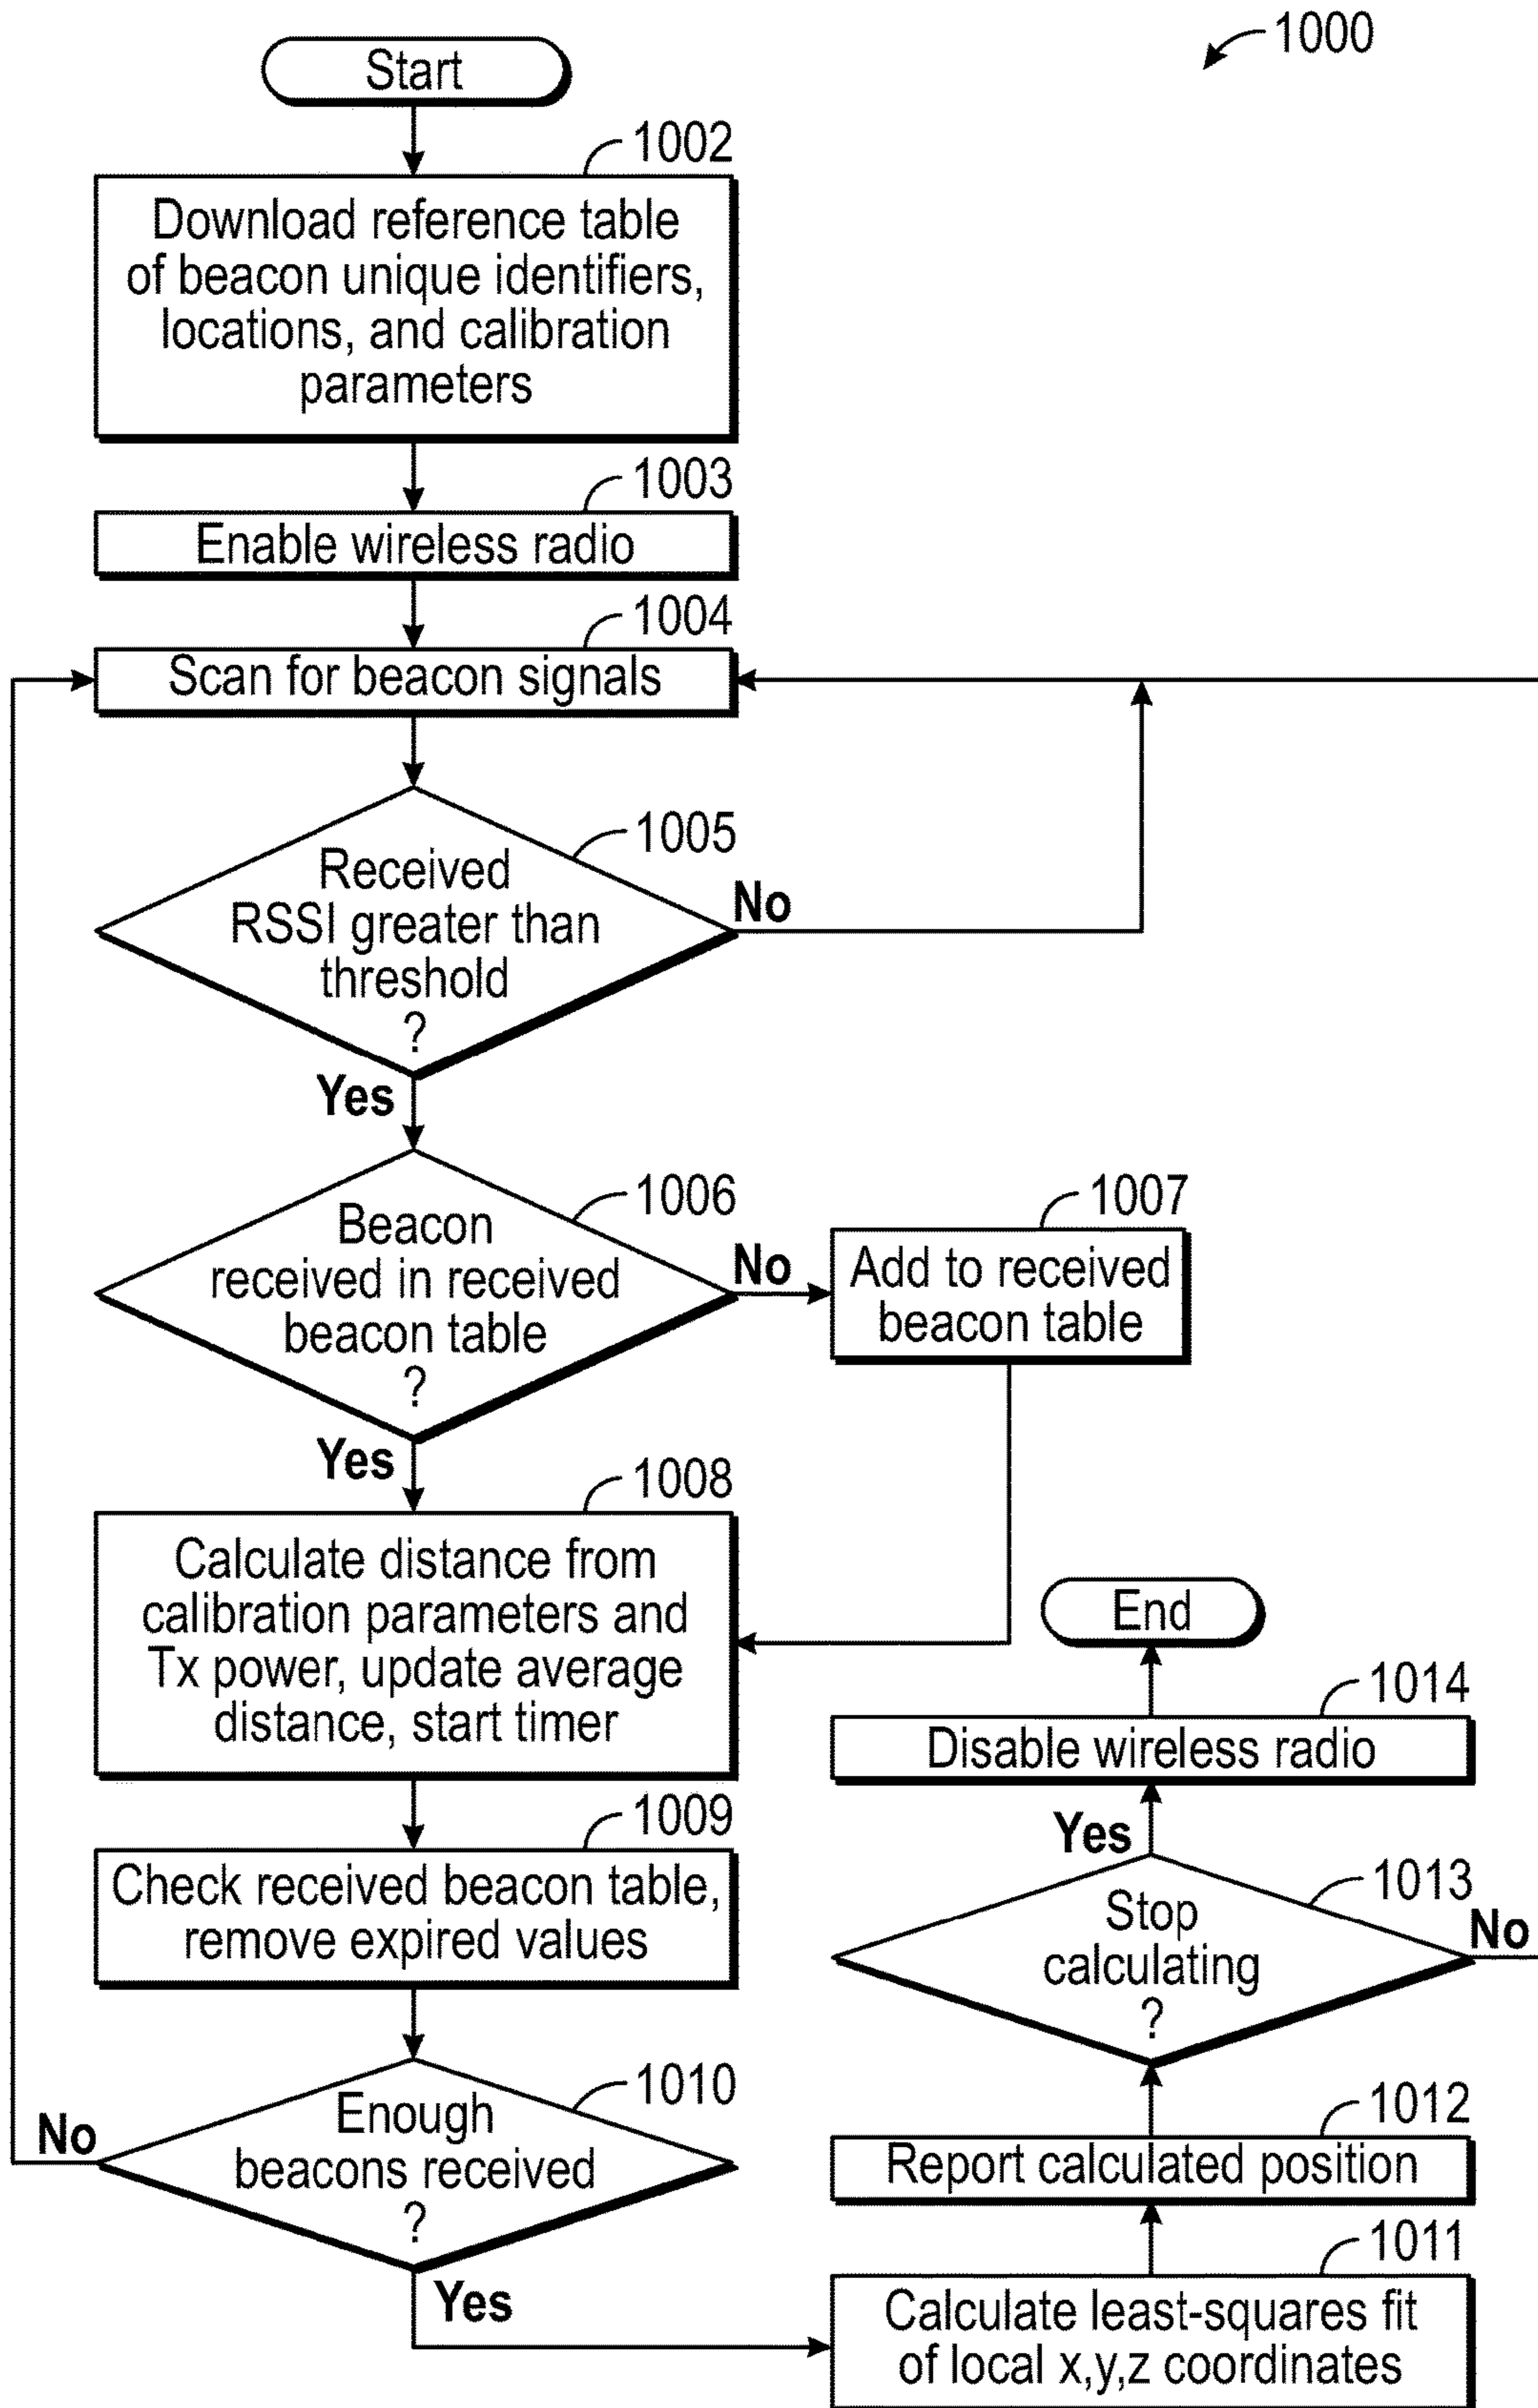 1000
Start
1002
Download reference table
of beacon unique identifiers,
locations, and calibration
parameters
1003
Enable wireless radio
1004
Scan for beacon signals
1005
Received
RSSI greater than
threshold
?
No
Yes
1006
Beacon
received in received
beacon table
?
No
1007
Add to received
beacon table
Yes
1008
Calculate distance from
calibration parameters and
Tx power, update average
distance, start timer
1009
Check received beacon table,
remove expired values
1010
Enough
beacons received
?
No
Yes
1011
Calculate least-squares fit
of local x,y,z coordinates
1012
Report calculated position
1013
Stop
calculating
?
No
Yes
1014
Disable wireless radio
End